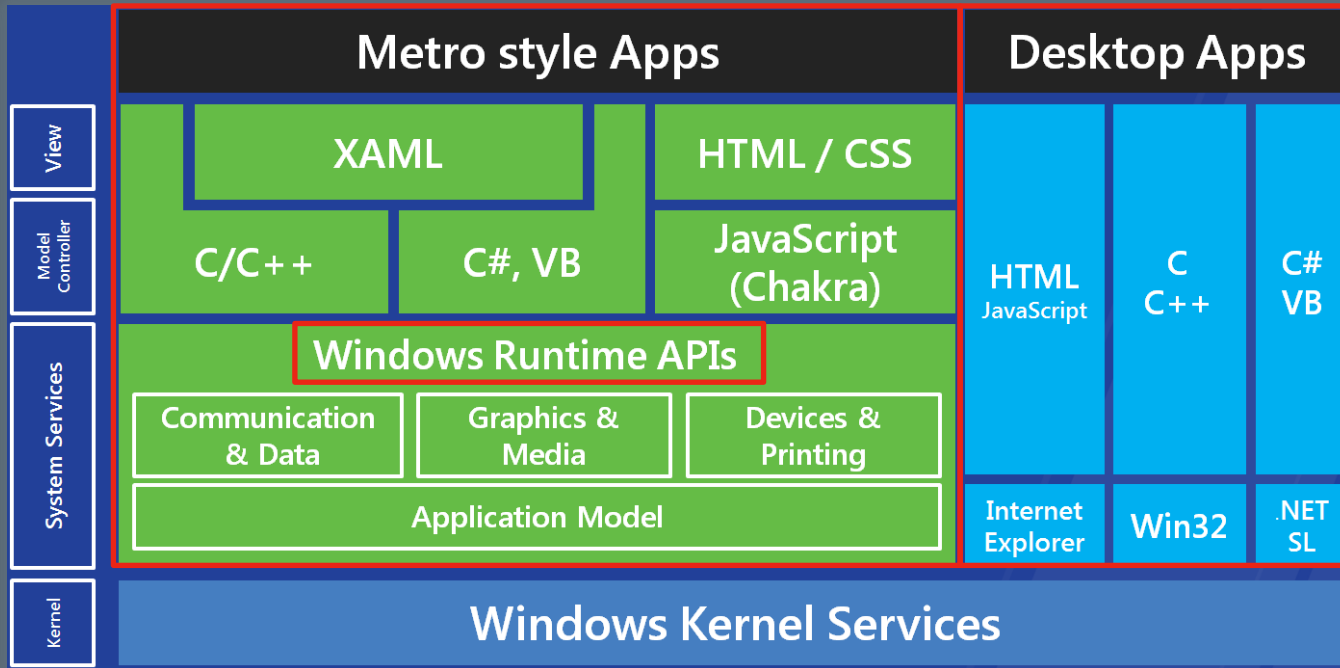 Metro style Apps
Desktop Apps
View
XAML
HTML / CSS
Model
Controller
C/C++
C#, VB
JavaScript
(Chakra)
HTML
JavaScript
C
C++
C#
VB
System Services
Windows Runtime APIs
Communication
& Data
Graphics &
Media
Devices &
Printing
Application Model
Internet
Explorer
Win32
.NET
SL
Kernel
Windows Kernel Services